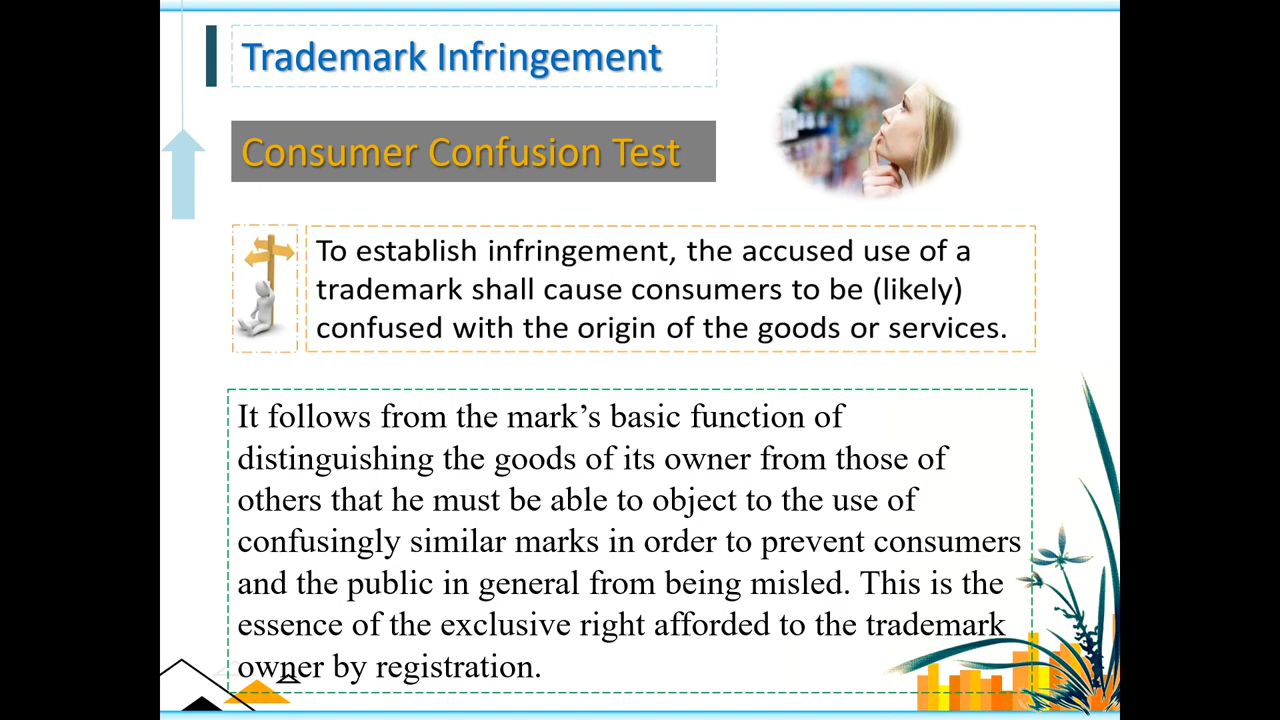 Trademark Infringement
Consumer Confusion Test
To establish infringement, the accused use of a
trademark shall cause consumers to be (likely)
confused with the origin of the goods or services.
It follows from the mark’s basic function of
distinguishing the goods of its owner from those of
others that he must be able to object to the use of
confusingly similar marks in order to prevent consumers
and the public in general from being misled. This is the
essence of the exclusive right afforded to the trademark
owner by registration.